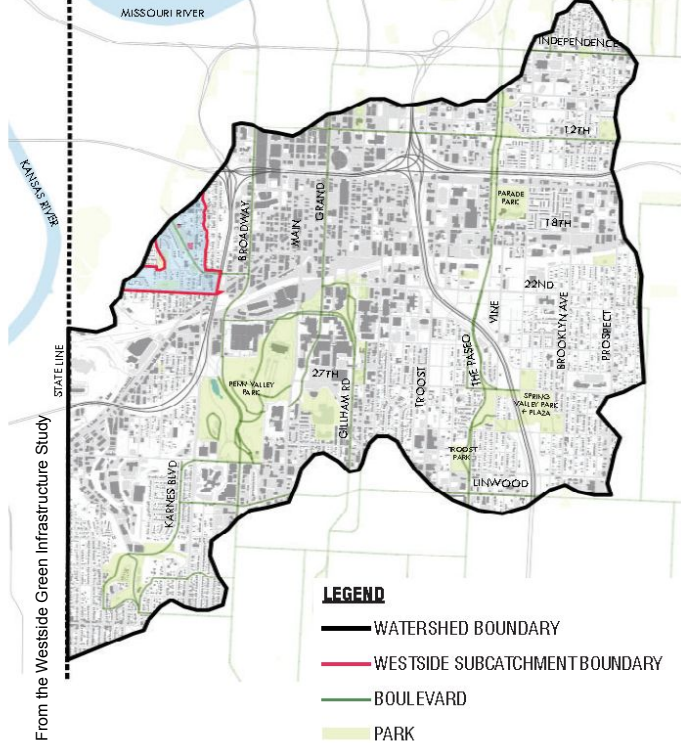 MISSOURI RIVER
INDEPENDENCE
12TH
KANSAS RIVER
BROADWAY
MAIN
GRAND
PARADE
PARK
18TH
22ND
VINE
BROOKLYN AVE
PROSPECT
STATE LINE
PENN VALLEY
PARK
27TH
GILLHAM RD
TROOST
THE PASEO
SPRING
VALLEY PARK
+ PLAZA
TROOST
PARK
LINWOOD
KARNES BLVD
From the Westside Green Infrastructure Study
LEGEND
WATERSHED BOUNDARY
WESTSIDE SUBCATCHMENT BOUNDARY
BOULEVARD
PARK